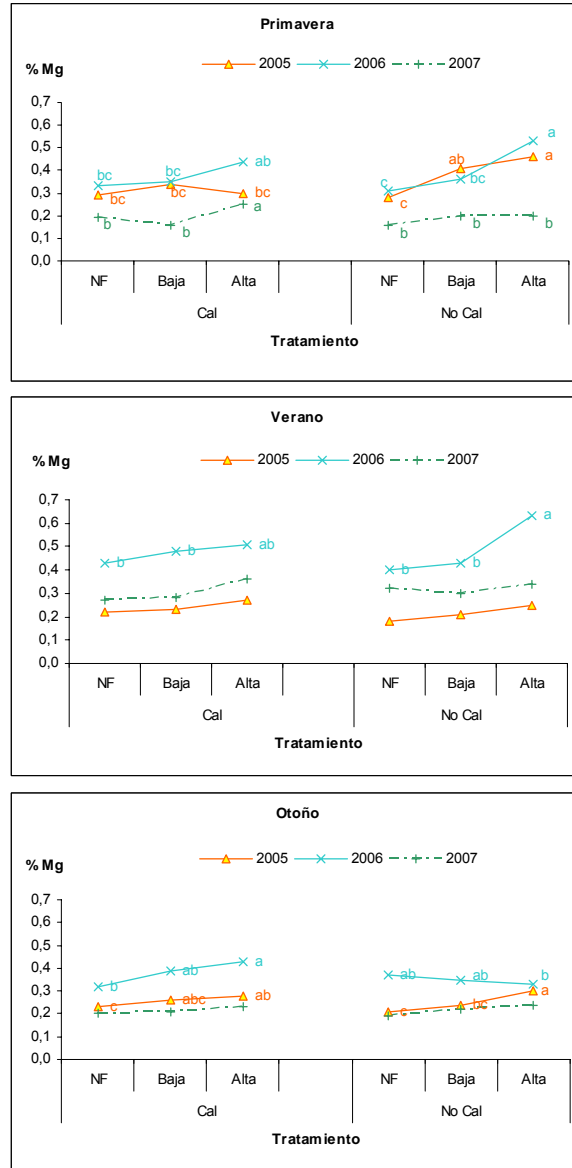 Primavera
% Mg
2005 2006 2007
0,7
0,6
0,5
0,4
0,3
0,2
0,1
0,0
bc bc ab
bc bc bc
b b a
c bc a
c ab a
b b b
NF Baja Alta NF Baja Alta
Cal No Cal
Tratamiento
Verano
% Mg
2005 2006 2007
0,7
0,6
0,5
0,4
0,3
0,2
0,1
0,0
b b ab b b a
NF Baja Alta NF Baja Alta
Cal No Cal
Tratamiento
Otoño
% Mg
2005 2006 2007
0,7
0,6
0,5
0,4
0,3
0,2
0,1
0,0
b ab a ab ab b
c abc ab c bc a
NF Baja Alta NF Baja Alta
Cal No Cal
Tratamiento